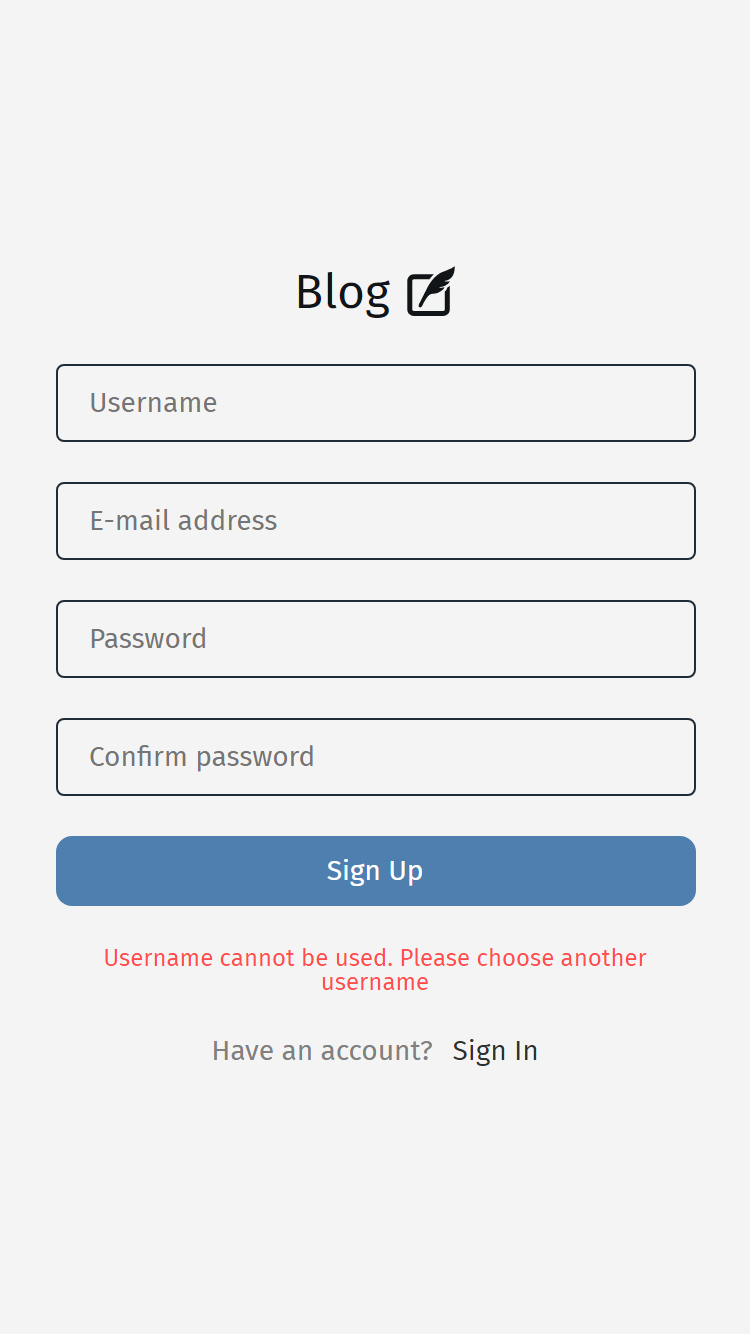 Blog
Username
E-mail address
Password
Confirm password
Sign Up
Username cannot be used. Please choose another
username
Have an account? Sign In